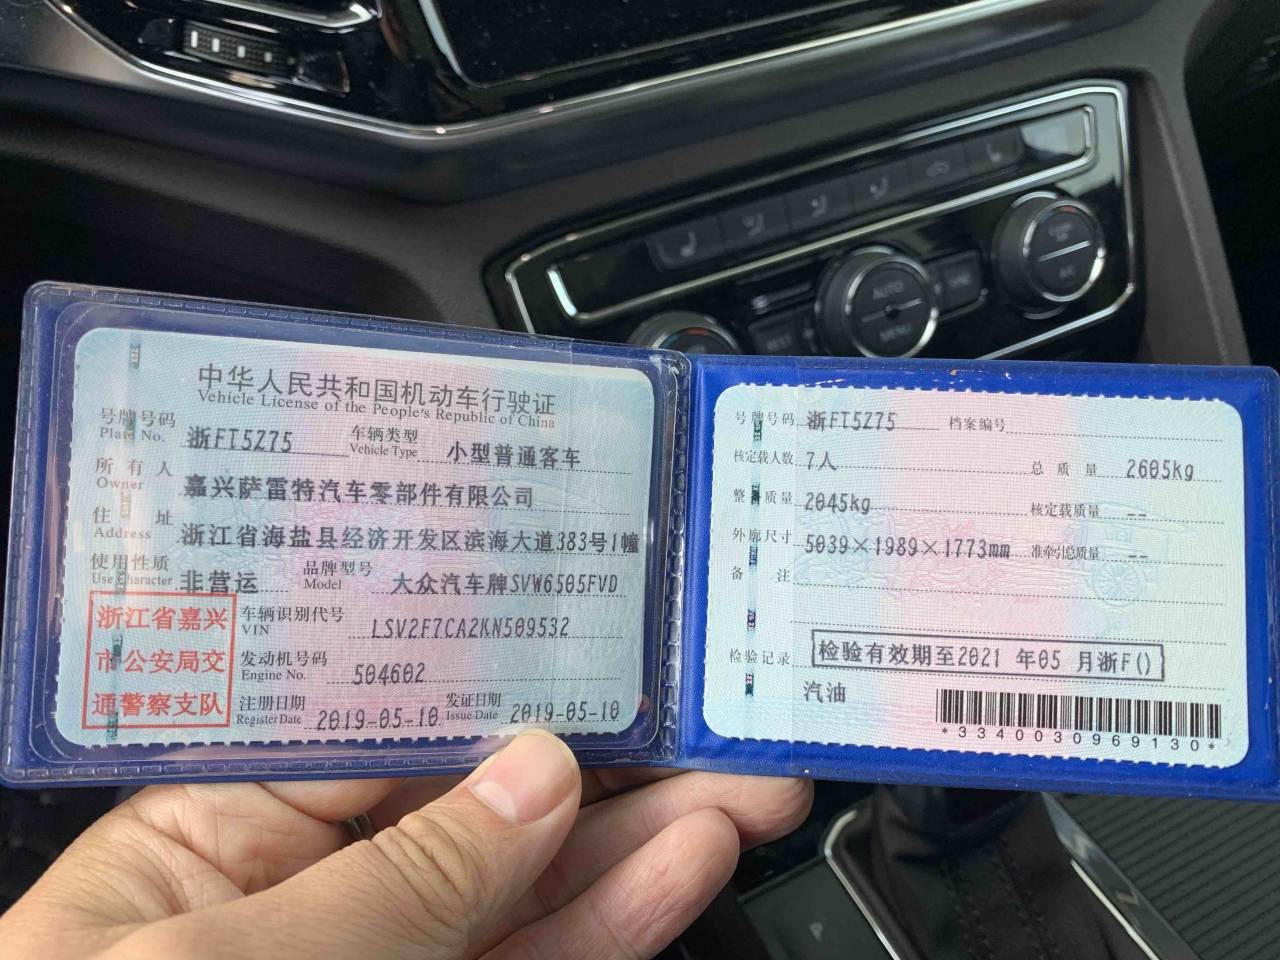 中华人民共和国机动车行驶证
Vehicle License of the People's Republic of China
号牌号码 浙FT5Z75 车辆类型 小型普通客车
Plate No. Vehicle Type
所有人 嘉兴萨雷特汽车零部件有限公司
Owner
住址 浙江省海盐县经济开发区滨海大道383号1幢
Address
使用性质 非营运 品牌型号 大众汽车牌SVW6505FVD
Use Character Model
浙江省嘉兴
市公安局交
通警察支队
车辆识别代号 LSV2F7CA2KN509532
VIN
发动机号码 504602
Engine No.
注册日期 2019-05-10 发证日期 2019-05-10
Register Date Issue Date
号牌号码 浙FT5Z75 档案编号
核定载人数 7人 总质量 2605kg
整备质量 2045kg 核定载质量 --
外廓尺寸 5039×1989×1773mm 准牵引总质量 --
备注
检验记录 检验有效期至2021 年05 月浙F()
汽油
*3340030969130*
AUTO
MENU
A/C